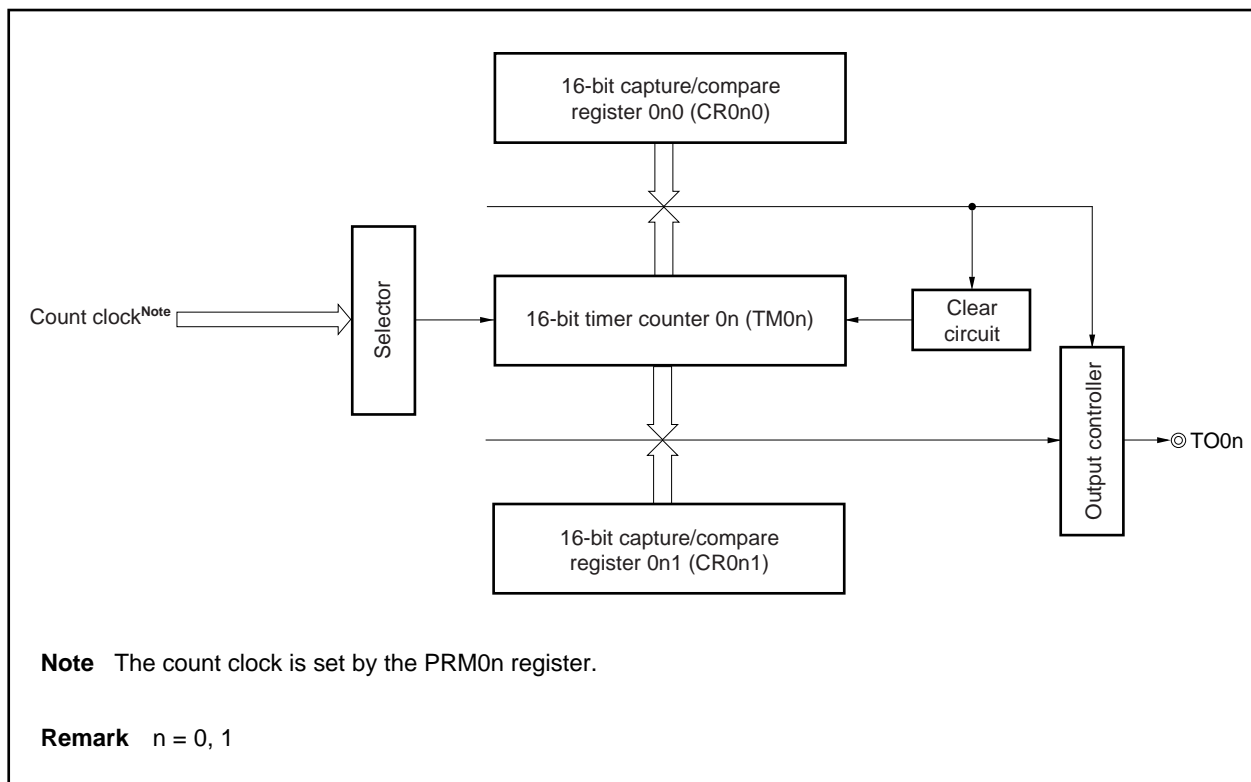 16-bit capture/compare
register 0n0 (CR0n0)
Count clockNote
Selector
16-bit timer counter 0n (TM0n)
Clear
circuit
Output controller
TO0n
16-bit capture/compare
register 0n1 (CR0n1)
Note The count clock is set by the PRM0n register.
Remark n = 0, 1